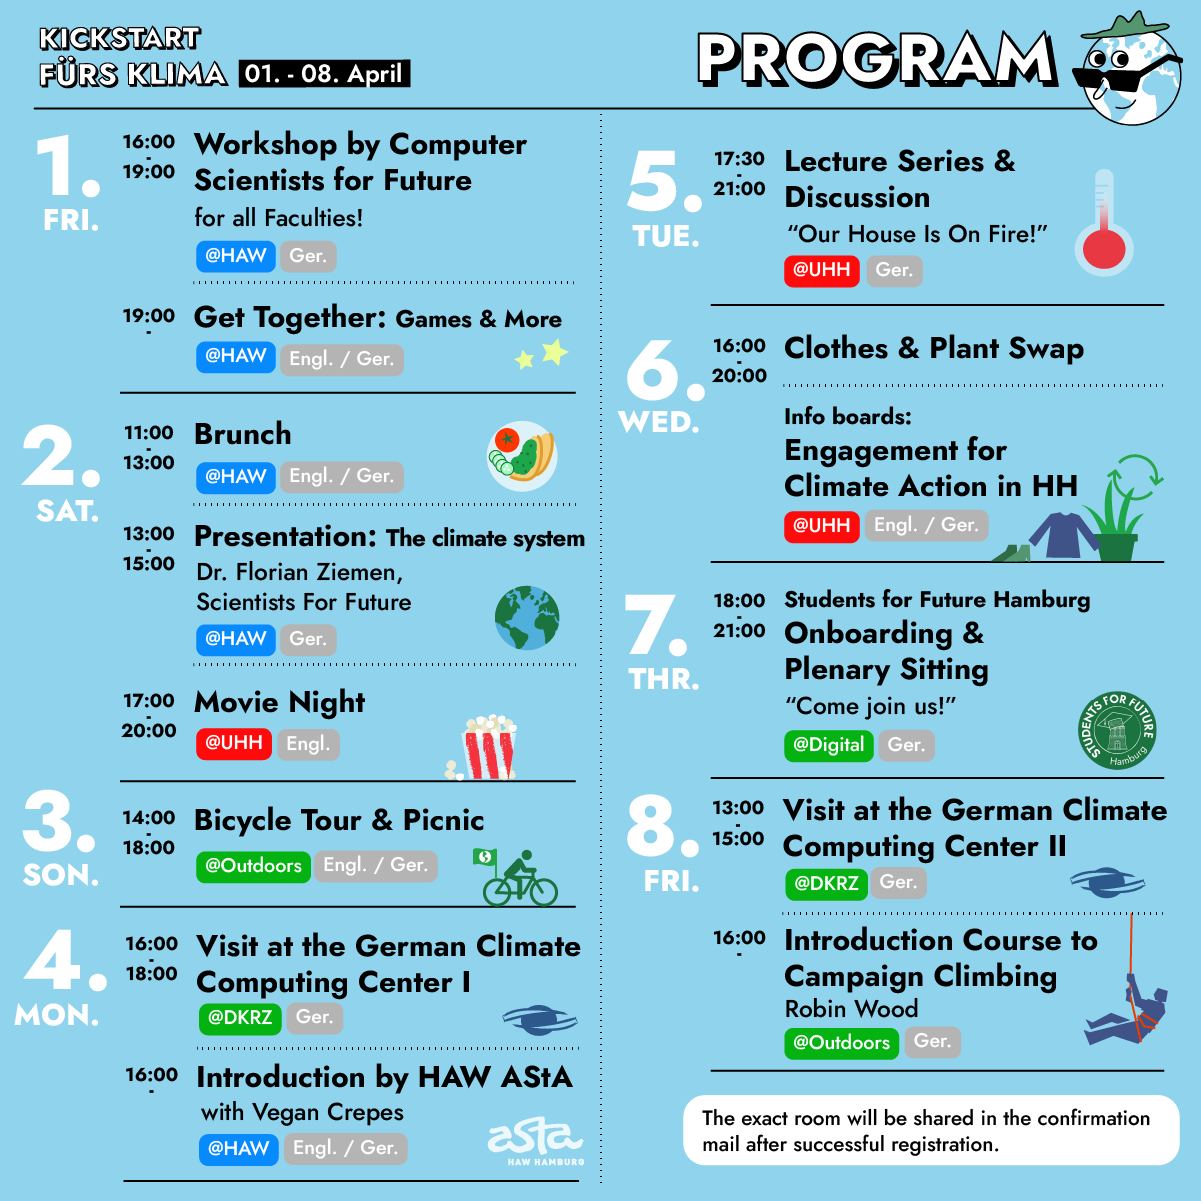 KICKSTART
FÜRS KLIMA 01. - 08. April
PROGRAM
1.
FRI.
16:00
-
19:00
Workshop by Computer
Scientists for Future
for all Faculties!
@HAW Ger.
19:00
-
Get Together: Games & More
@HAW Engl. / Ger.
2.
SAT.
11:00
-
13:00
Brunch
@HAW Engl. / Ger.
13:00
-
15:00
Presentation: The climate system
Dr. Florian Ziemen,
Scientists For Future
@HAW Ger.
17:00
-
20:00
Movie Night
@UHH Engl.
3.
SON.
14:00
-
18:00
Bicycle Tour & Picnic
@Outdoors Engl. / Ger.
4.
MON.
16:00
-
18:00
Visit at the German Climate
Computing Center I
@DKRZ Ger.
16:00
-
Introduction by HAW AStA
with Vegan Crepes
@HAW Engl. / Ger.
asta
HAW HAMBURG
5.
TUE.
17:30
-
21:00
Lecture Series &
Discussion
“Our House Is On Fire!”
@UHH Ger.
6.
WED.
16:00
-
20:00
Clothes & Plant Swap
Info boards:
Engagement for
Climate Action in HH
@UHH Engl. / Ger.
7.
THR.
18:00
-
21:00
Students for Future Hamburg
Onboarding &
Plenary Sitting
“Come join us!”
@Digital Ger.
STUDENTS FOR FUTURE
Hamburg
8.
FRI.
13:00
-
15:00
Visit at the German Climate
Computing Center II
@DKRZ Ger.
16:00
-
Introduction Course to
Campaign Climbing
Robin Wood
@Outdoors Ger.
The exact room will be shared in the confirmation
mail after successful registration.